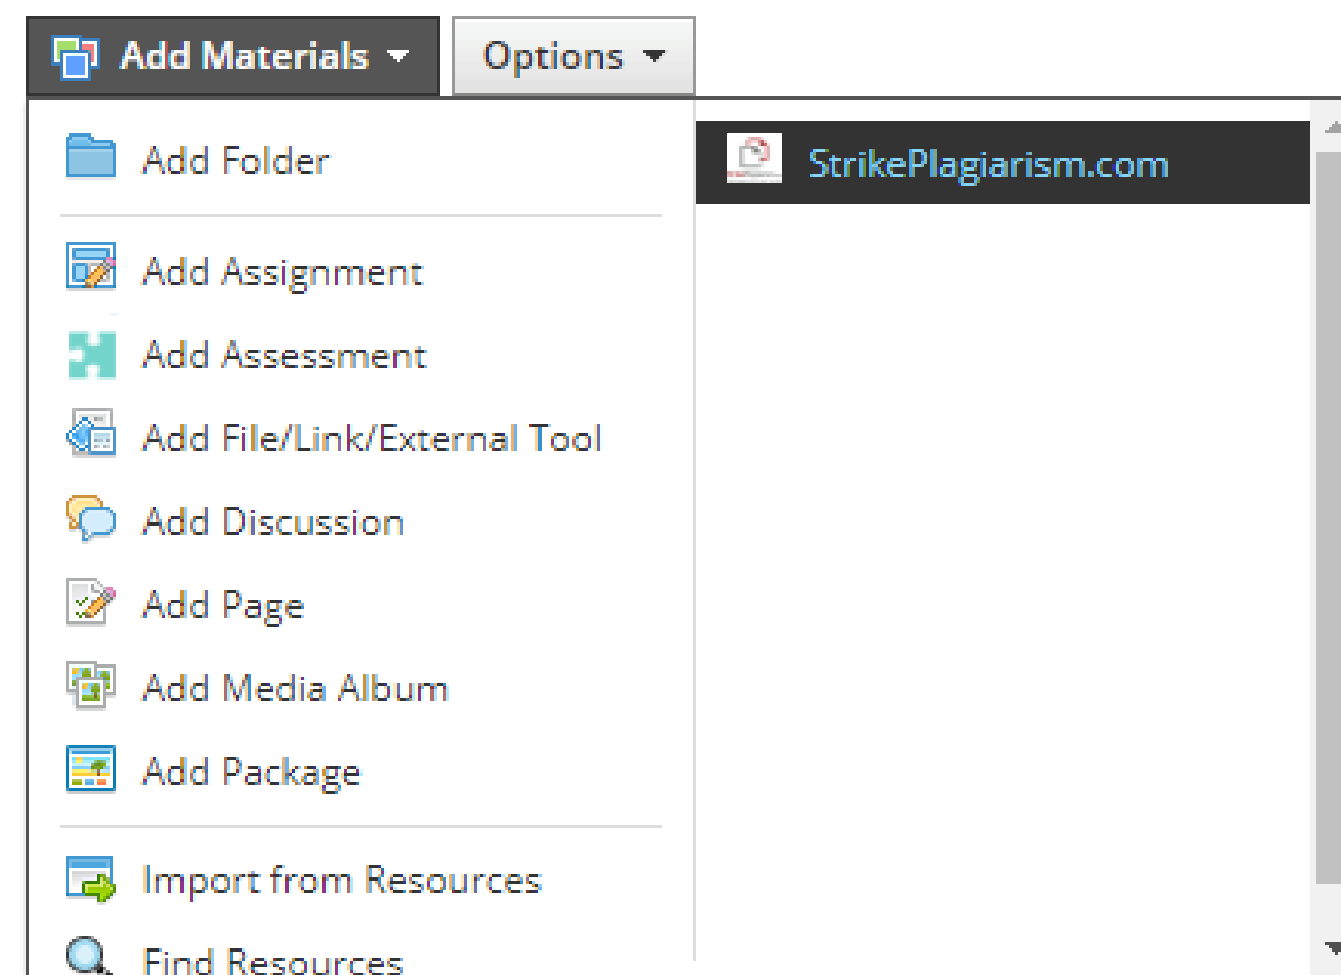 Add Materials
Options
Add Folder
StrikePlagiarism.com
Add Assignment
Add Assessment
Add File/Link/External Tool
Add Discussion
Add Page
Add Media Album
Add Package
Import from Resources
Find Resources